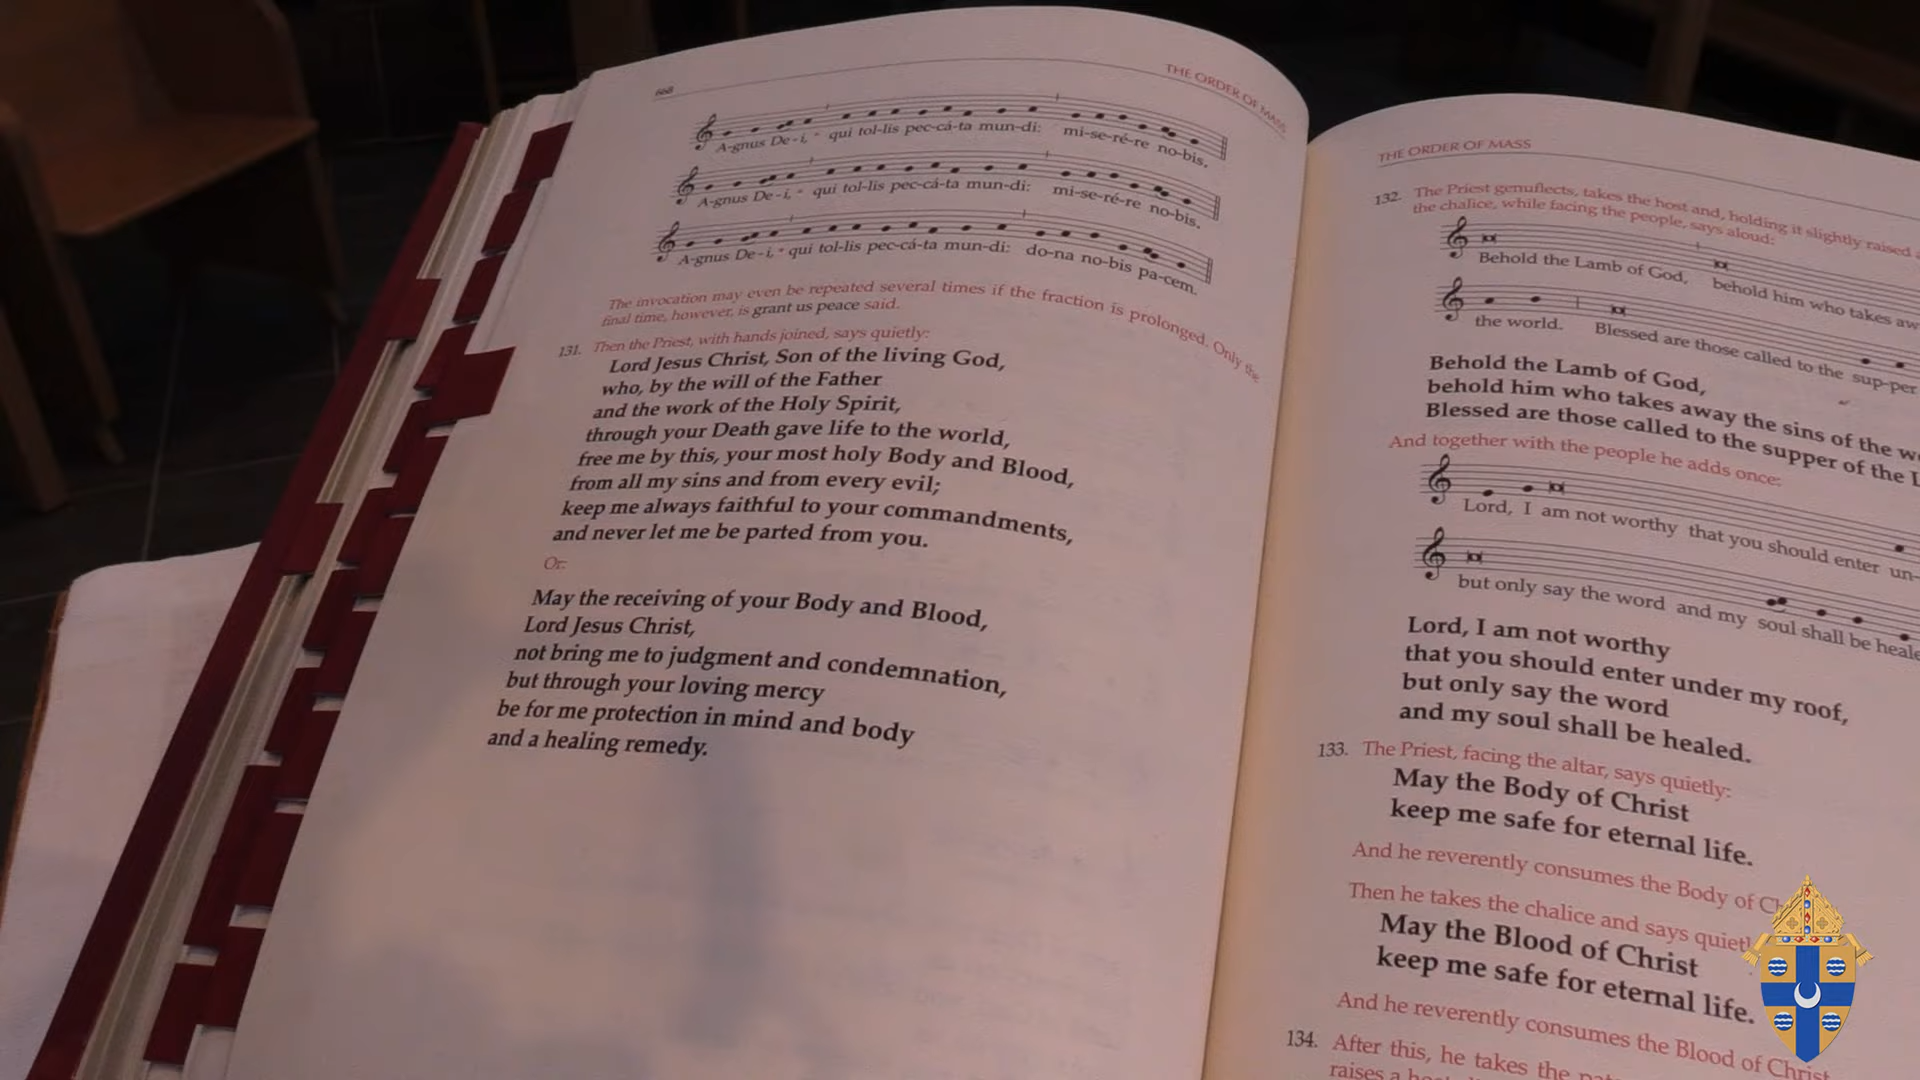 668
THE ORDER OF MASS
A-gnus De-i, * qui tol-lis pec-cá-ta mun-di: mi-se-ré-re no-bis.
A-gnus De-i, * qui tol-lis pec-cá-ta mun-di: mi-se-ré-re no-bis.
A-gnus De-i, * qui tol-lis pec-cá-ta mun-di: do-na no-bis pa-cem.
The invocation may even be repeated several times if the fraction is prolonged. Only the
final time, however, is grant us peace said.
131. Then the Priest, with hands joined, says quietly:
Lord Jesus Christ, Son of the living God,
who, by the will of the Father
and the work of the Holy Spirit,
through your Death gave life to the world,
free me by this, your most holy Body and Blood,
from all my sins and from every evil;
keep me always faithful to your commandments,
and never let me be parted from you.
Or:
May the receiving of your Body and Blood,
Lord Jesus Christ,
not bring me to judgment and condemnation,
but through your loving mercy
be for me protection in mind and body
and a healing remedy.
THE ORDER OF MASS
132. The Priest genuflects, takes the host and, holding it slightly raised
the chalice, while facing the people, says aloud:
Behold the Lamb of God, behold him who takes
the world. Blessed are those called to the sup-per
Behold the Lamb of God,
behold him who takes away the sins of the
Blessed are those called to the supper of the
And together with the people he adds once:
Lord, I am not worthy that you should enter un-
but only say the word and my soul shall be
Lord, I am not worthy
that you should enter under my roof,
but only say the word
and my soul shall be healed.
133. The Priest, facing the altar, says quietly:
May the Body of Christ
keep me safe for eternal life.
And he reverently consumes the Body of
Then he takes the chalice and says
May the Blood of Christ
keep me safe for eternal life.
And he reverently consumes the Blood of Christ
134. After this, he takes the
raises a